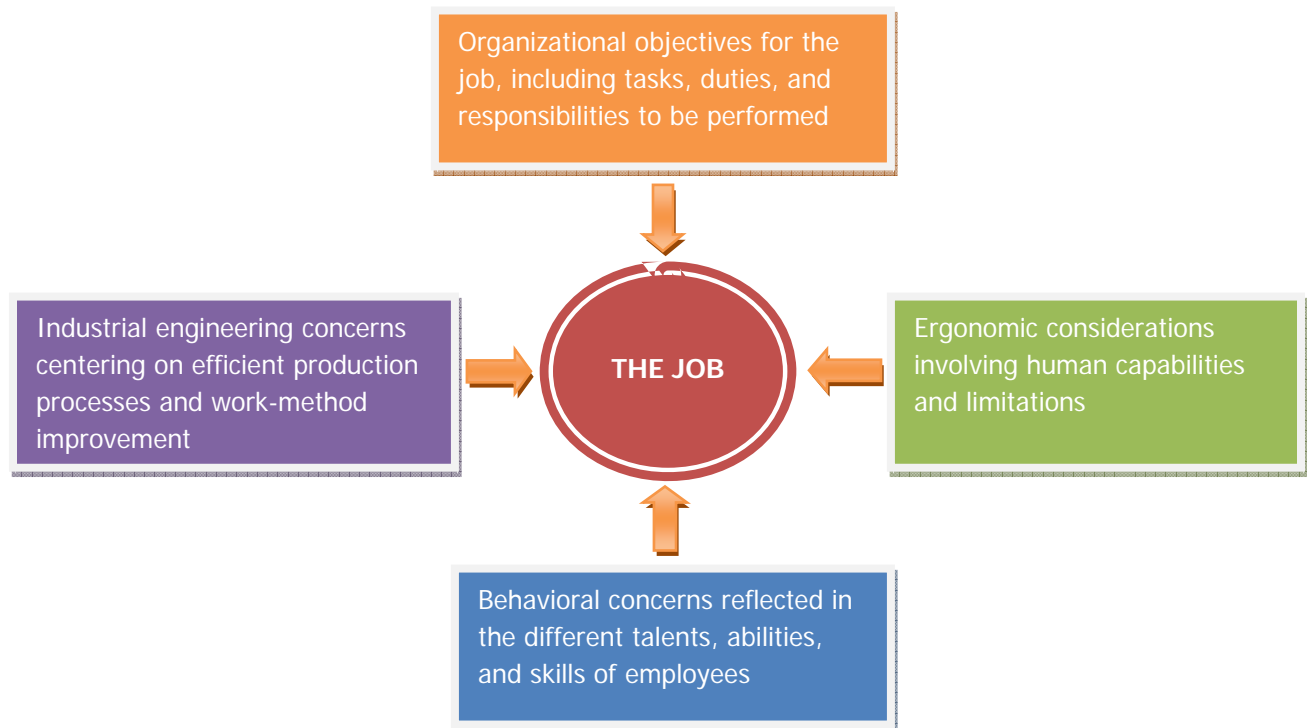 Organizational objectives for the
job, including tasks, duties, and
responsibilities to be performed
Industrial engineering concerns
centering on efficient production
processes and work-method
improvement
THE JOB
Ergonomic considerations
involving human capabilities
and limitations
Behavioral concerns reflected in
the different talents, abilities,
and skills of employees